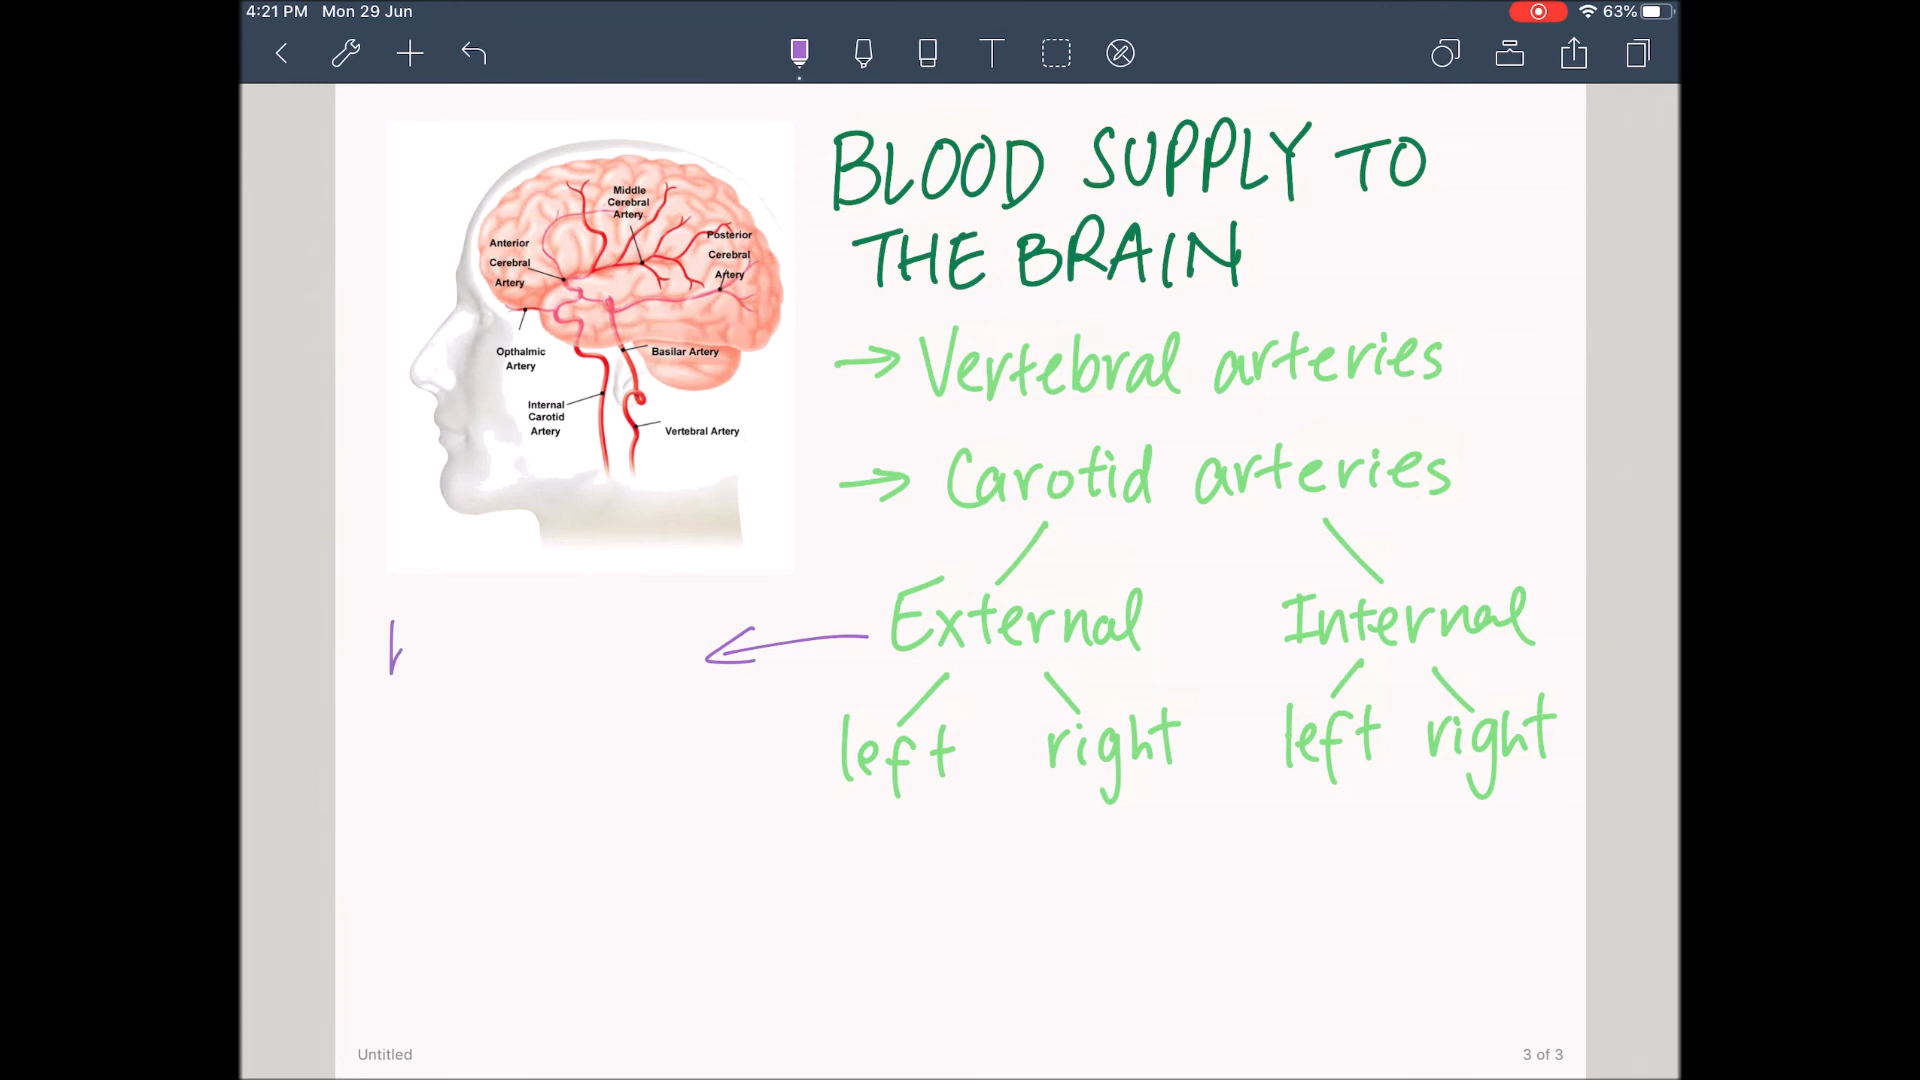 4:21 PM Mon 29 Jun
63%
BLOOD SUPPLY TO
THE BRAIN
Middle
Cerebral
Artery
Anterior
Cerebral
Artery
Posterior
Cerebral
Artery
Opthalmic
Artery
Basilar Artery
Internal
Carotid
Artery
Vertebral Artery
→ Vertebral arteries
→ Carotid arteries
External Internal
left right left right
Untitled
3 of 3